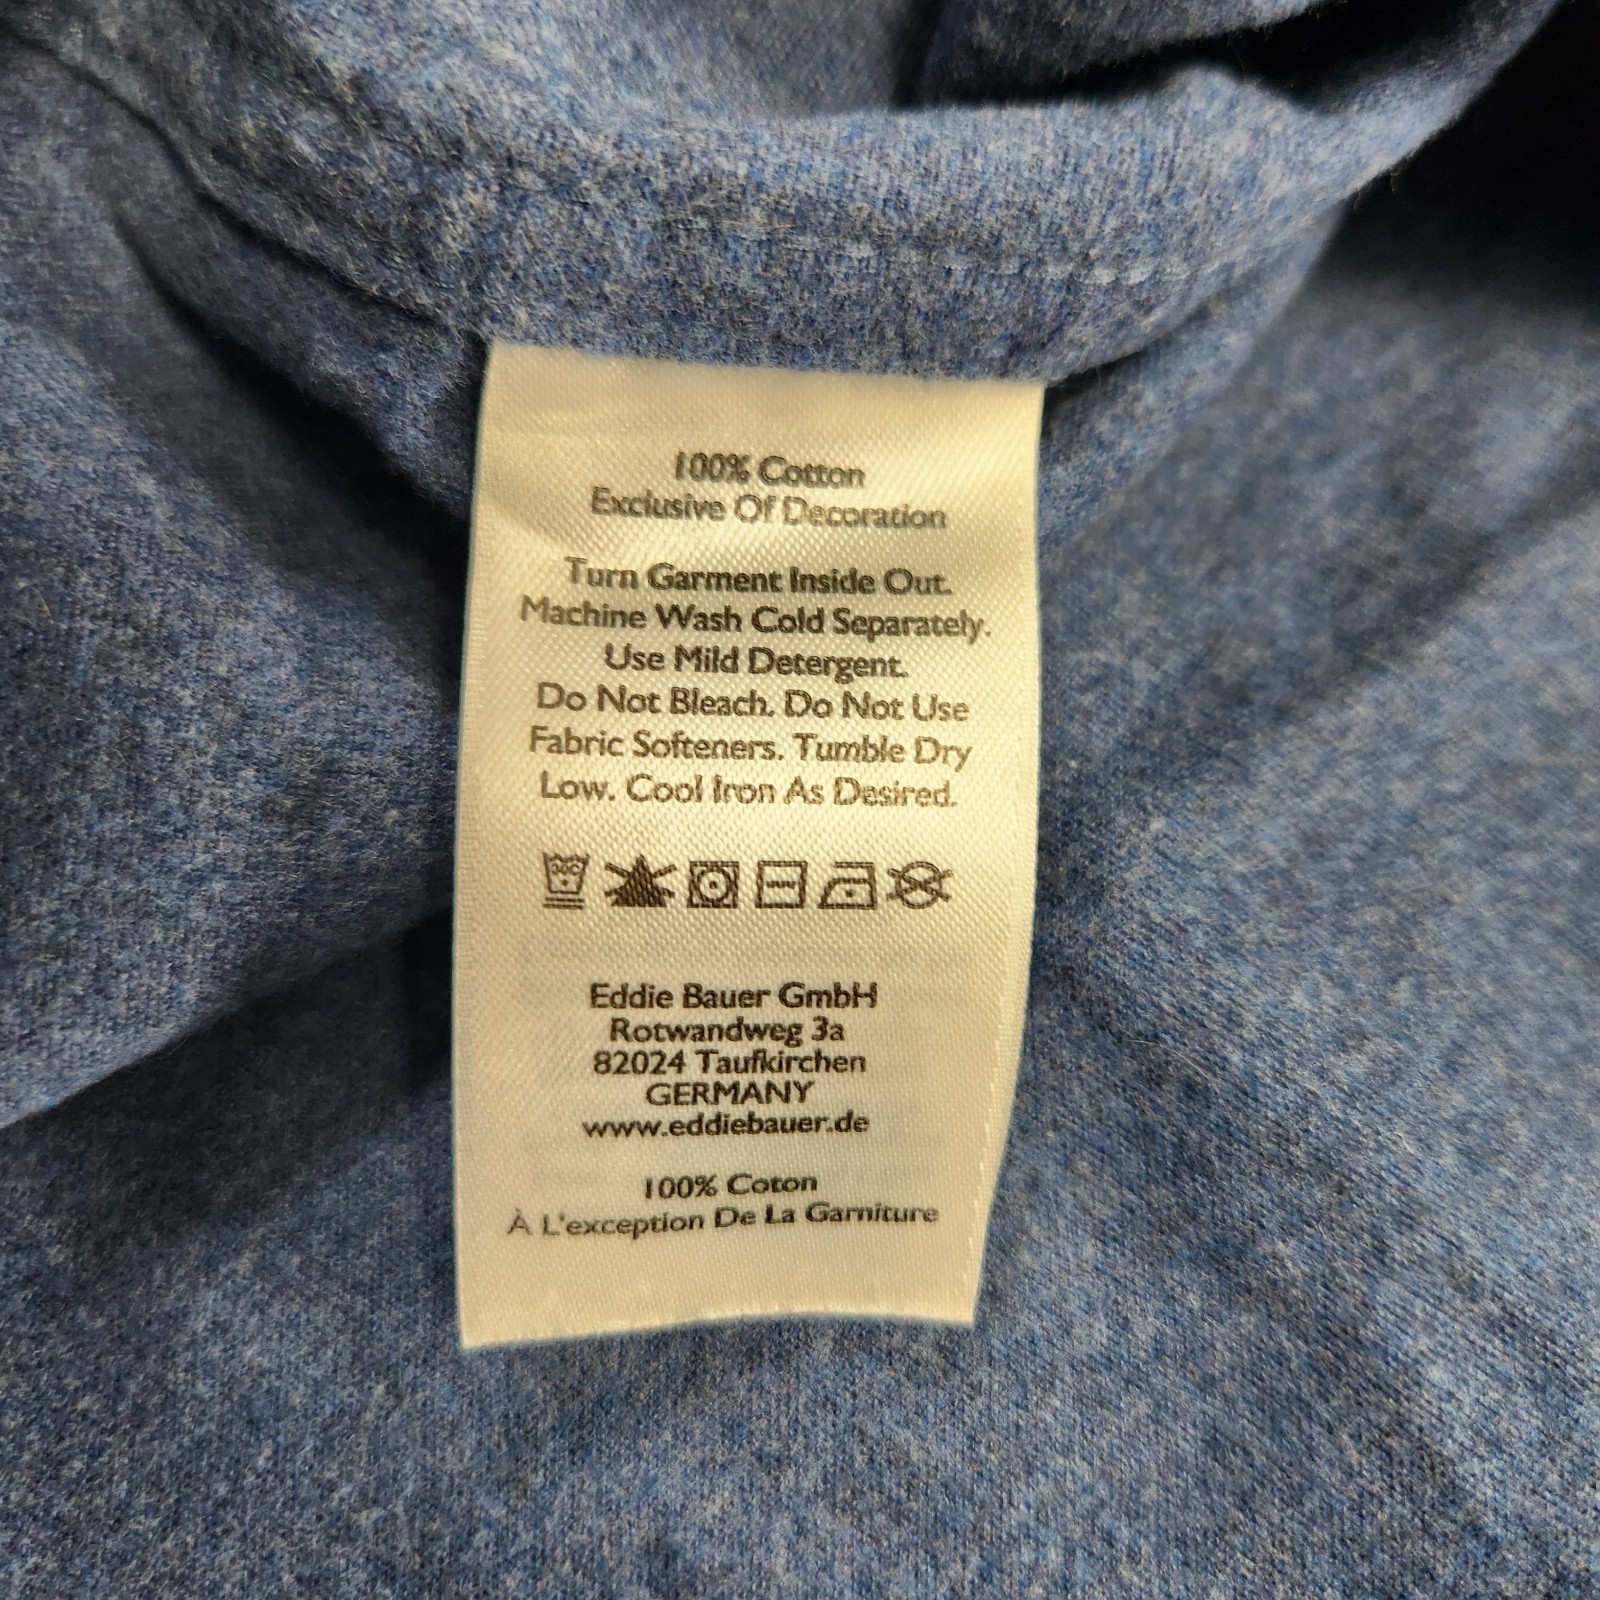 100% Cotton
Exclusive Of Decoration
Turn Garment Inside Out.
Machine Wash Cold Separately.
Use Mild Detergent.
Do Not Bleach. Do Not Use
Fabric Softeners. Tumble Dry
Low. Cool Iron As Desired.
30C
Eddie Bauer GmbH
Rotwandweg 3a
82024 Taufkirchen
GERMANY
www.eddiebauer.de
100% Coton
À L'exception De La Garniture